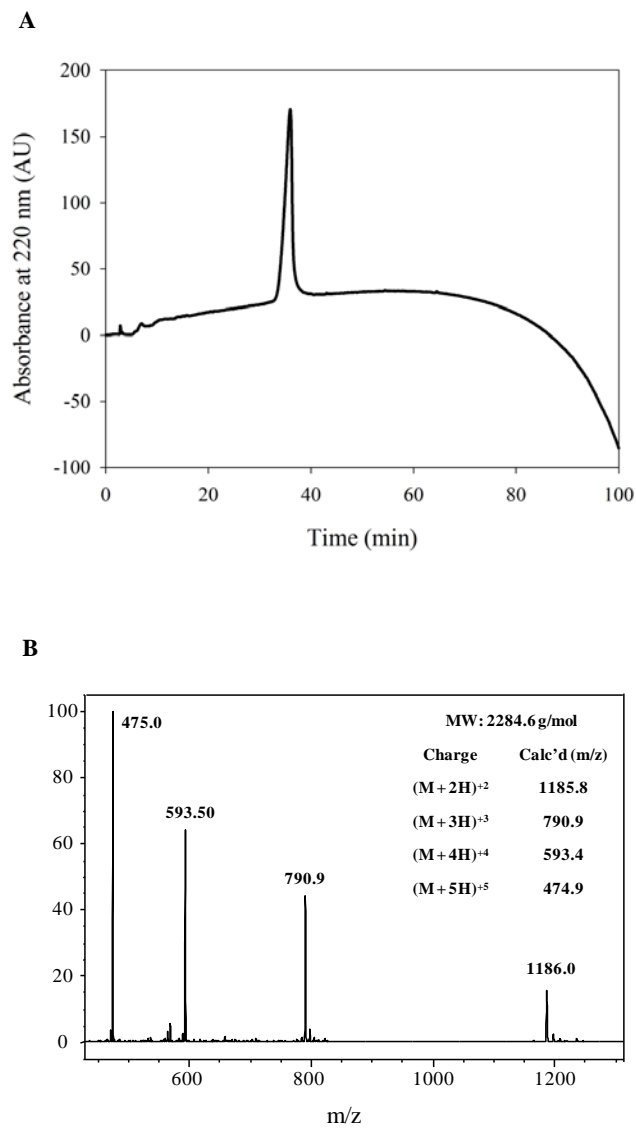 A
200
150
100
50
0
-50
-100
Absorbance at 220 nm (AU)
0 20 40 60 80 100
Time (min)
B
100
80
60
40
20
0
475.0
593.50
790.9
1186.0
MW: 2284.6 g/mol
Charge Calc'd (m/z)
(M + 2H)+2 1185.8
(M + 3H)+3 790.9
(M + 4H)+4 593.4
(M + 5H)+5 474.9
600 800 1000 1200
m/z